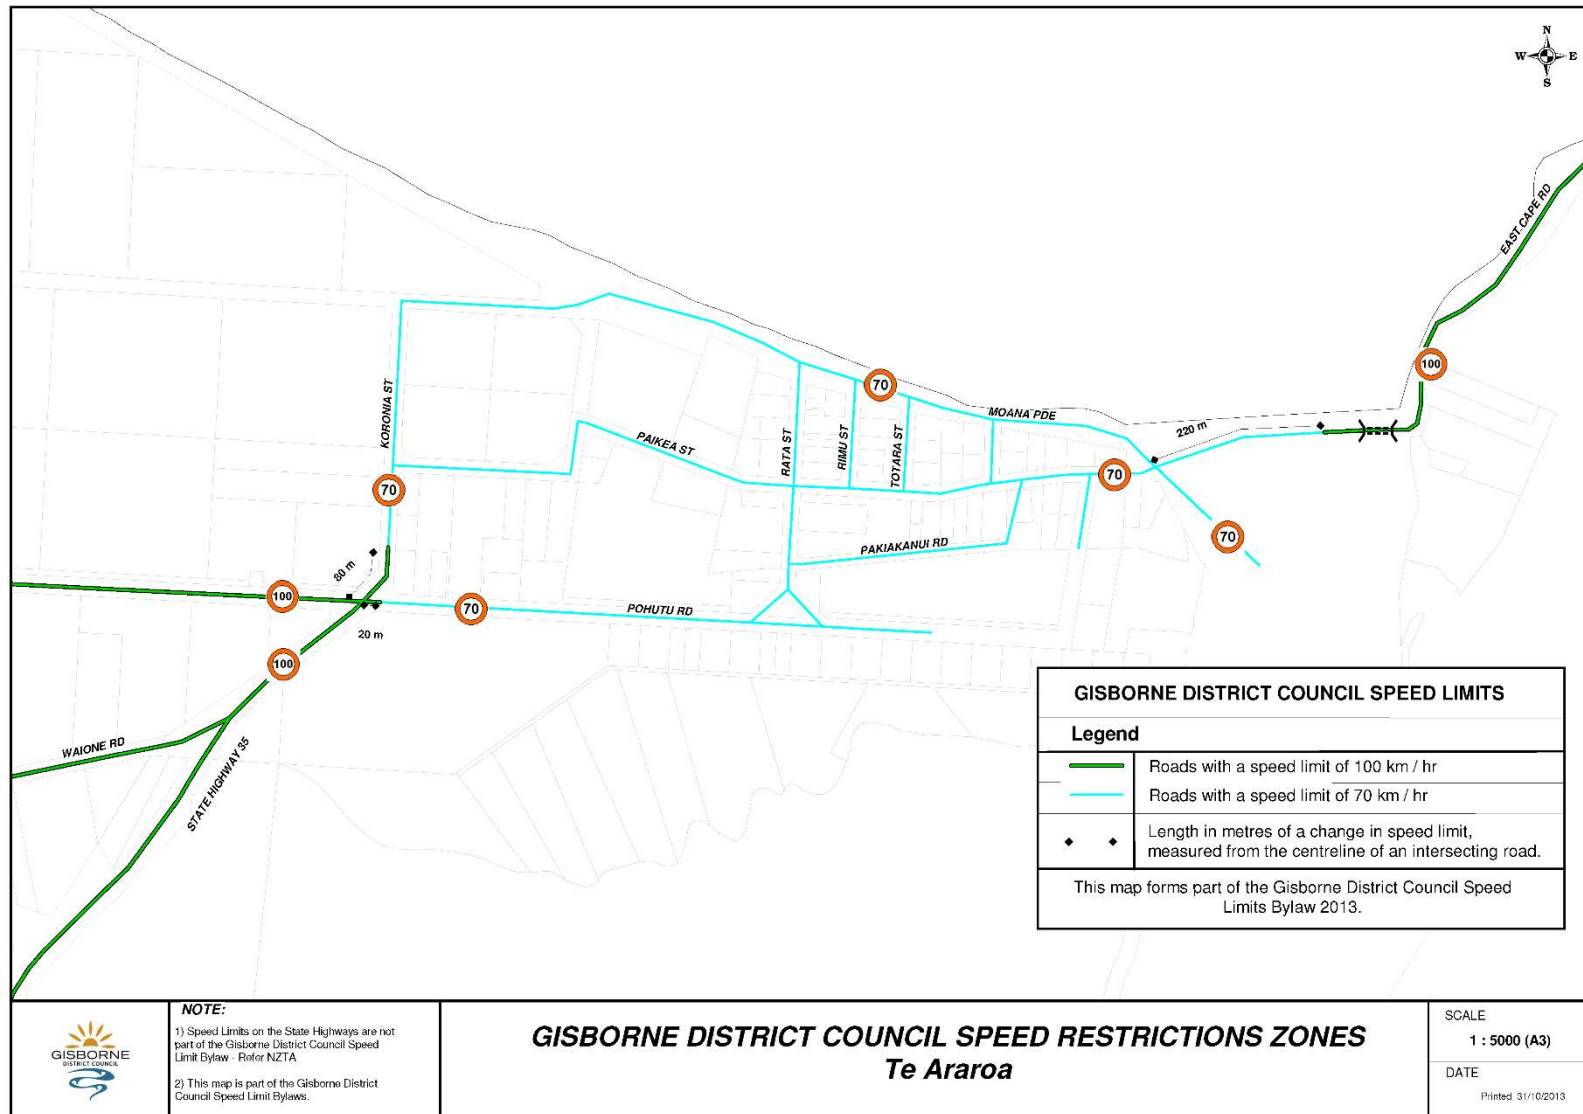 N
W E
S
EAST CAPE RD
100
KORONIA ST
70
MOANA PDE
220 m
PAIKEA ST
RATA ST
RIMU ST
TOTARA ST
70
70
PAKIAKANUI RD
70
80 m
100
70
POHUTU RD
20 m
100
WAIONE RD
STATE HIGHWAY 35
GISBORNE DISTRICT COUNCIL SPEED LIMITS
Legend
Roads with a speed limit of 100 km / hr
Roads with a speed limit of 70 km / hr
Length in metres of a change in speed limit,
measured from the centreline of an intersecting road.
This map forms part of the Gisborne District Council Speed
Limits Bylaw 2013.
GISBORNE
DISTRICT COUNCIL
NOTE:
1) Speed Limits on the State Highways are not
part of the Gisborne District Council Speed
Limit Bylaw - Refer NZTA
2) This map is part of the Gisborne District
Council Speed Limit Bylaws.
GISBORNE DISTRICT COUNCIL SPEED RESTRICTIONS ZONES
Te Araroa
SCALE
1 : 5000 (A3)
DATE
Printed 31/10/2013